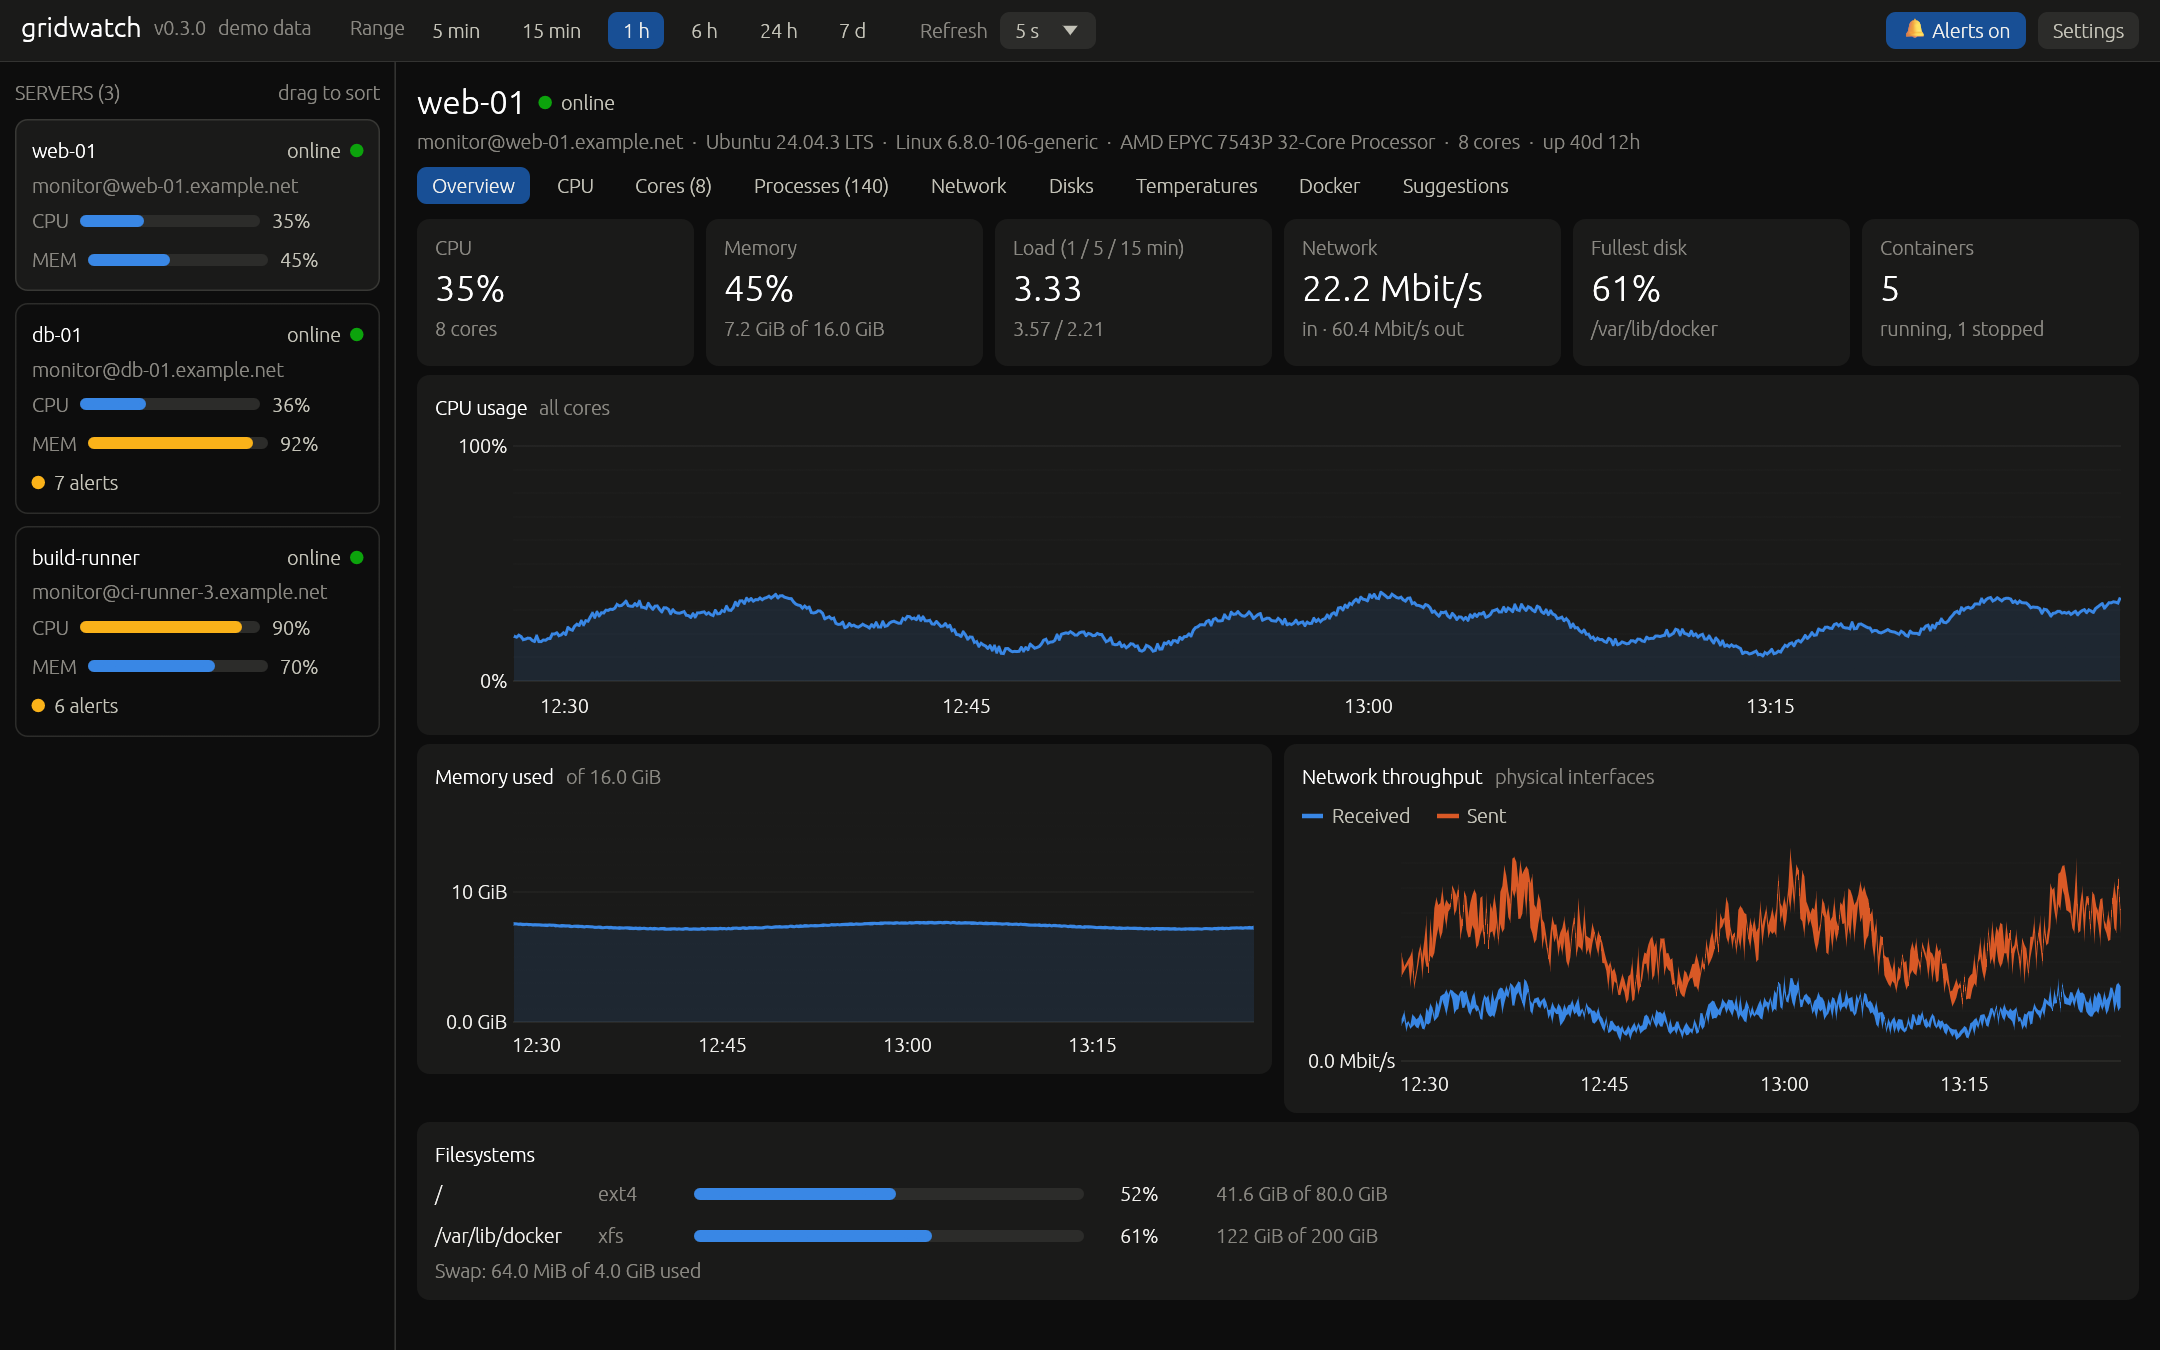 gridwatch v0.3.0 demo data Range 5 min 15 min 1 h 6 h 24 h 7 d Refresh 5 s Alerts on Settings
SERVERS (3) drag to sort
web-01 online
monitor@web-01.example.net
CPU 35%
MEM 45%
db-01 online
monitor@db-01.example.net
CPU 36%
MEM 92%
7 alerts
build-runner online
monitor@ci-runner-3.example.net
CPU 90%
MEM 70%
6 alerts
web-01 online
monitor@web-01.example.net · Ubuntu 24.04.3 LTS · Linux 6.8.0-106-generic · AMD EPYC 7543P 32-Core Processor · 8 cores · up 40d 12h
Overview CPU Cores (8) Processes (140) Network Disks Temperatures Docker Suggestions
CPU
35%
8 cores
Memory
45%
7.2 GiB of 16.0 GiB
Load (1 / 5 / 15 min)
3.33
3.57 / 2.21
Network
22.2 Mbit/s
in · 60.4 Mbit/s out
Fullest disk
61%
/var/lib/docker
Containers
5
running, 1 stopped
CPU usage all cores
100%
0%
12:30 12:45 13:00 13:15
Memory used of 16.0 GiB
10 GiB
0.0 GiB
12:30 12:45 13:00 13:15
Network throughput physical interfaces
Received Sent
0.0 Mbit/s
12:30 12:45 13:00 13:15
Filesystems
/ ext4 52% 41.6 GiB of 80.0 GiB
/var/lib/docker xfs 61% 122 GiB of 200 GiB
Swap: 64.0 MiB of 4.0 GiB used